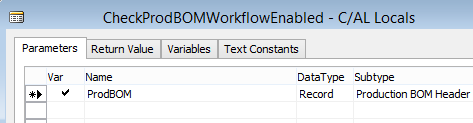 CheckProdBOMWorkflowEnabled - C/AL Locals
Parameters Return Value Variables Text Constants
Var Name DataType Subtype
ProdBOM Record Production BOM Header